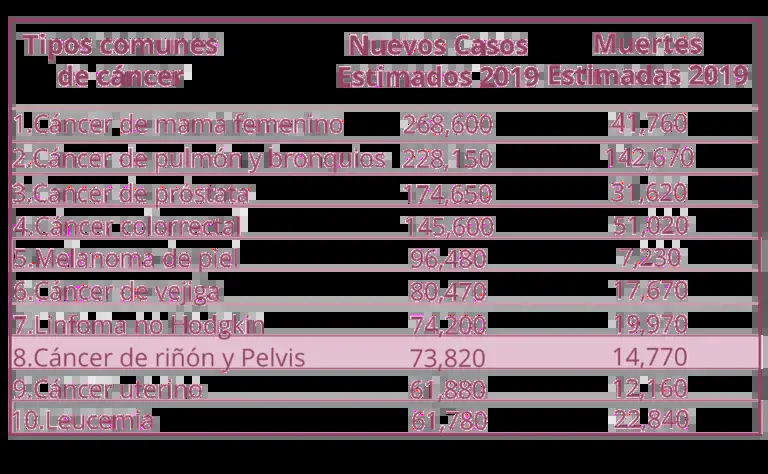 Tipos comunes de cáncer Nuevos Casos Estimados 2019 Muertes Estimadas 2019
1.Cáncer de mama femenino 268,600 41,760
2.Cáncer de pulmón y bronquios 228,150 142,670
3.Cancer de próstata 174,650 31,620
4.Cáncer colorrectal 145,600 51,020
5.Melanoma de piel 96,480 7,230
6.Cáncer de vejiga 80,470 17,670
7.Linfoma no Hodgkin 74,200 19,970
8.Cáncer de riñón y Pelvis 73,820 14,770
9.Cáncer uterino 61,880 12,160
10.Leucemia 61,780 22,840